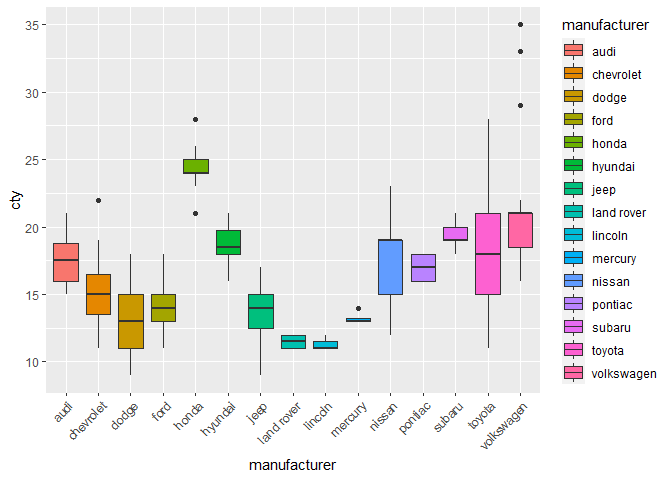 35
30
25
20
15
10
cty
audi
chevrolet
dodge
ford
honda
hyundai
jeep
land rover
lincoln
mercury
nissan
pontiac
subaru
toyota
volkswagen
manufacturer
manufacturer
audi
chevrolet
dodge
ford
honda
hyundai
jeep
land rover
lincoln
mercury
nissan
pontiac
subaru
toyota
volkswagen